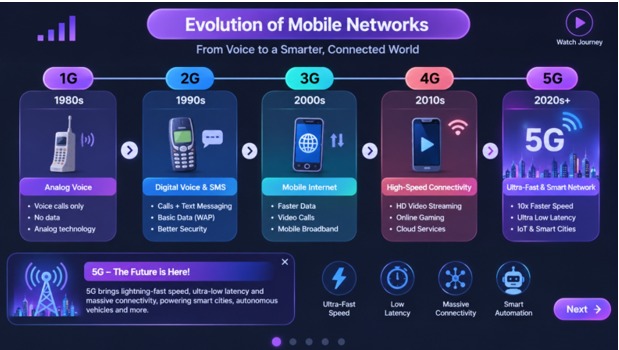 Evolution of Mobile Networks
From Voice to a Smarter, Connected World
Watch Journey
1G
2G
3G
4G
5G
1980s
1990s
2000s
2010s
2020s+
5G
Analog Voice
Digital Voice & SMS
Mobile Internet
High-Speed Connectivity
Ultra-Fast & Smart Network
• Voice calls only
• No data
• Analog technology
• Calls + Text Messaging
• Basic Data (WAP)
• Better Security
• Faster Data
• Video Calls
• Mobile Broadband
• HD Video Streaming
• Online Gaming
• Cloud Services
• 10x Faster Speed
• Ultra Low Latency
• IoT & Smart Cities
5G – The Future is Here!
5G brings lightning-fast speed, ultra-low latency and
massive connectivity, powering smart cities, autonomous
vehicles and more.
Ultra-Fast
Speed
Low
Latency
Massive
Connectivity
Smart
Automation
Next